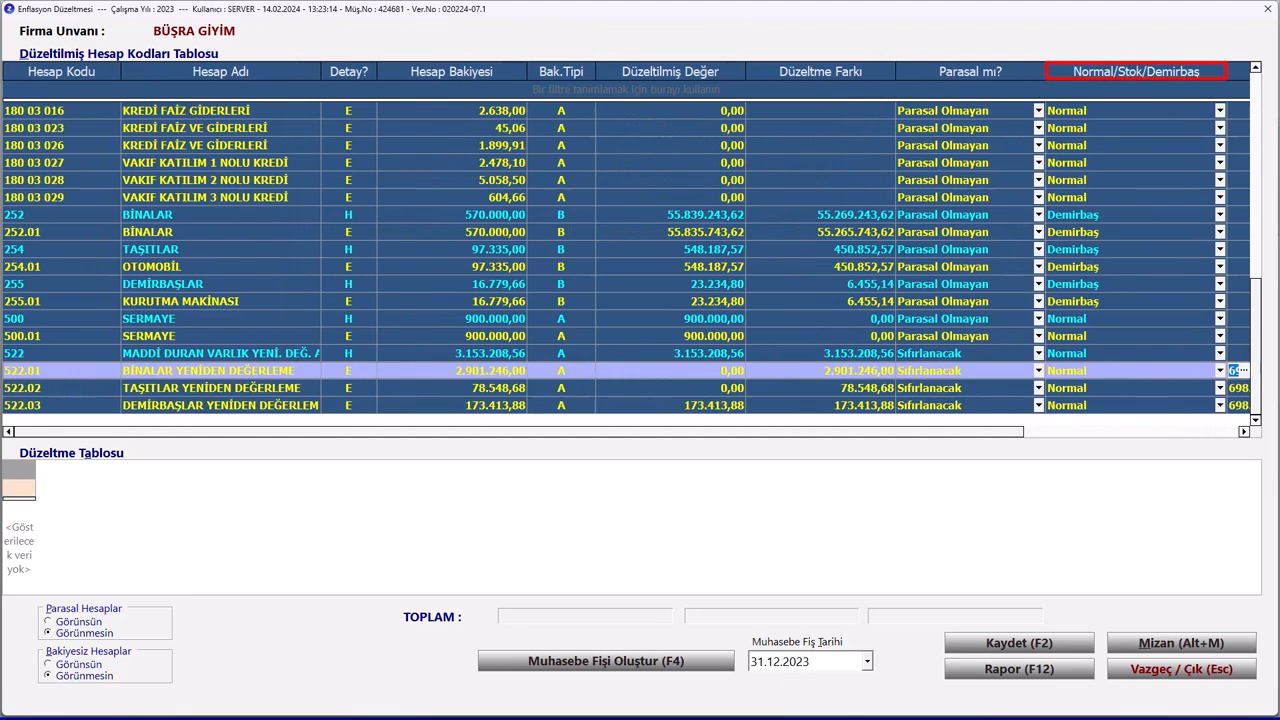 Enflasyon Düzeltmesi --- Çalışma Yılı : 2023 --- Kullanıcı : SERVER - 14.02.2024 - 13:23:14 - Müş.No : 424681 - Ver.No : 020224-07.1
Firma Unvanı : BÜŞRA GİYİM
Düzeltilmiş Hesap Kodları Tablosu
Hesap Kodu Hesap Adı Detay? Hesap Bakiyesi Bak.Tipi Düzeltilmiş Değer Düzeltme Farkı Parasal mı? Normal/Stok/Demirbaş
Bir filtre tanımlamak için burayı kullanın
180 03 016 KREDİ FAİZ GİDERLERİ E 2.638,00 A 0,00 Parasal Olmayan Normal
180 03 023 KREDİ FAİZ VE GİDERLERİ E 45,06 A 0,00 Parasal Olmayan Normal
180 03 026 KREDİ FAİZ VE GİDERLERİ E 1.899,91 A 0,00 Parasal Olmayan Normal
180 03 027 VAKIF KATILIM 1 NOLU KREDİ E 2.478,10 A 0,00 Parasal Olmayan Normal
180 03 028 VAKIF KATILIM 2 NOLU KREDİ E 5.058,50 A 0,00 Parasal Olmayan Normal
180 03 029 VAKIF KATILIM 3 NOLU KREDİ E 604,66 A 0,00 Parasal Olmayan Normal
252 BİNALAR H 570.000,00 B 55.839.243,62 55.269.243,62 Parasal Olmayan Demirbaş
252.01 BİNALAR E 570.000,00 B 55.835.743,62 55.265.743,62 Parasal Olmayan Demirbaş
254 TAŞITLAR H 97.335,00 B 548.187,57 450.852,57 Parasal Olmayan Demirbaş
254.01 OTOMOBİL E 97.335,00 B 548.187,57 450.852,57 Parasal Olmayan Demirbaş
255 DEMİRBAŞLAR H 16.779,66 B 23.234,80 6.455,14 Parasal Olmayan Demirbaş
255.01 KURUTMA MAKİNASI E 16.779,66 B 23.234,80 6.455,14 Parasal Olmayan Demirbaş
500 SERMAYE H 900.000,00 A 900.000,00 0,00 Parasal Olmayan Normal
500.01 SERMAYE E 900.000,00 A 900.000,00 0,00 Parasal Olmayan Normal
522 MADDİ DURAN VARLIK YENİ. DEĞ. A H 3.153.208,56 A 3.153.208,56 3.153.208,56 Sıfırlanacak Normal
522.01 BİNALAR YENİDEN DEĞERLEME E 2.901.246,00 A 0,00 2.901.246,00 Sıfırlanacak Normal 69
522.02 TAŞITLAR YENİDEN DEĞERLEME E 78.548,68 A 0,00 78.548,68 Sıfırlanacak Normal 698.
522.03 DEMİRBAŞLAR YENİDEN DEĞERLEM E 173.413,88 A 173.413,88 173.413,88 Sıfırlanacak Normal 698.
Düzeltme Tablosu
<Göst
erilece
k veri
yok>
Parasal Hesaplar
Görünsün
Görünmesin
Bakiyesiz Hesaplar
Görünsün
Görünmesin
TOPLAM :
Muhasebe Fişi Oluştur (F4)
Muhasebe Fiş Tarihi
31.12.2023
Kaydet (F2) Mizan (Alt+M)
Rapor (F12) Vazgeç / Çık (Esc)